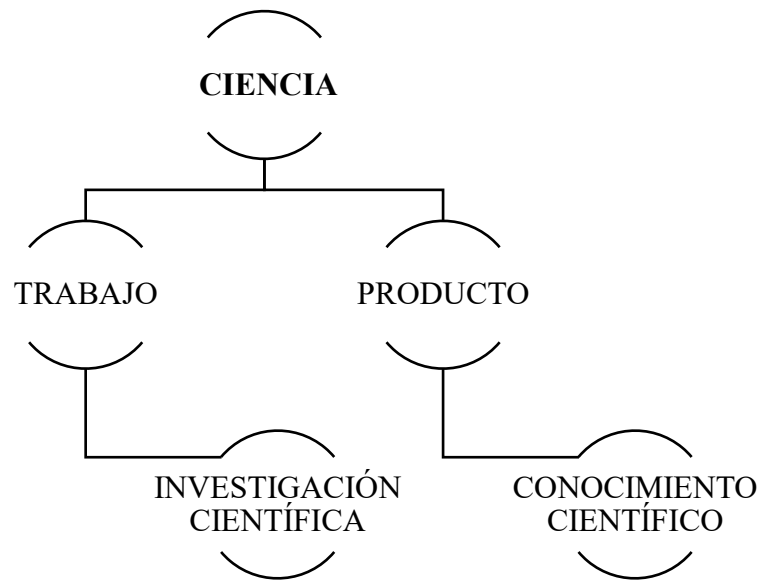 CIENCIA
TRABAJO
PRODUCTO
INVESTIGACIÓN
CIENTÍFICA
CONOCIMIENTO
CIENTÍFICO